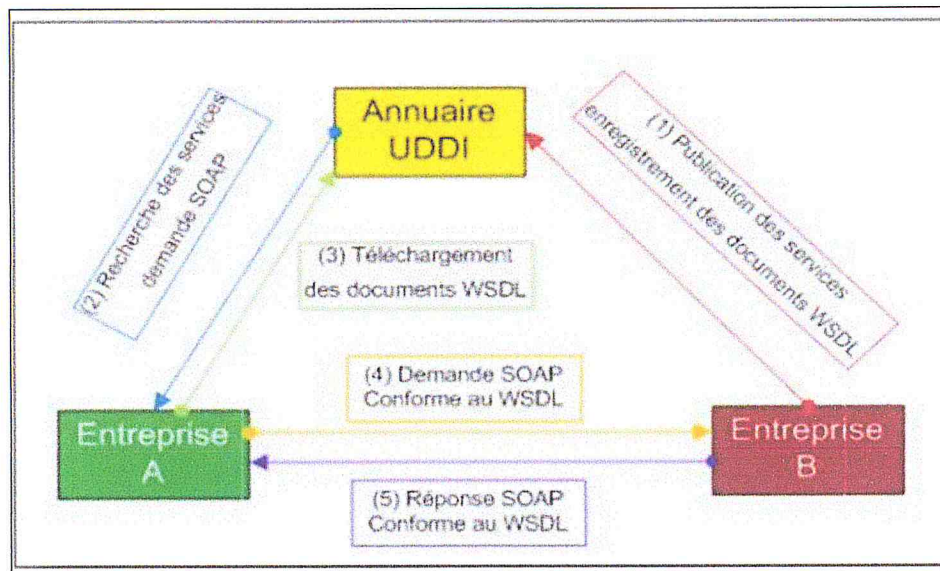 Annuaire
UDDI
(1) Publication des services
enregistrement des documents WSDL
(2) Recherche des services
demande SOAP
(3) Téléchargement
des documents WSDL
(4) Demande SOAP
Conforme au WSDL
Entreprise
A
Entreprise
B
(5) Réponse SOAP
Conforme au WSDL